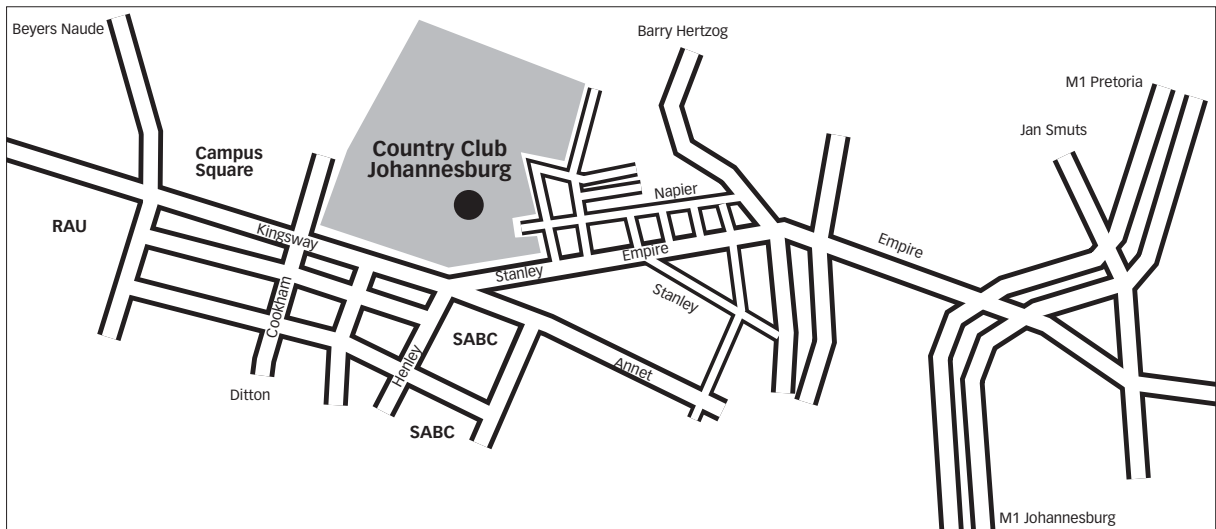 Beyers Naude
Barry Hertzog
M1 Pretoria
Jan Smuts
Campus
Square
Country Club
Johannesburg
Napier
RAU
Kingsway
Empire
Empire
Stanley
Stanley
Cookham
SABC
Henley
Annet
Ditton
SABC
M1 Johannesburg